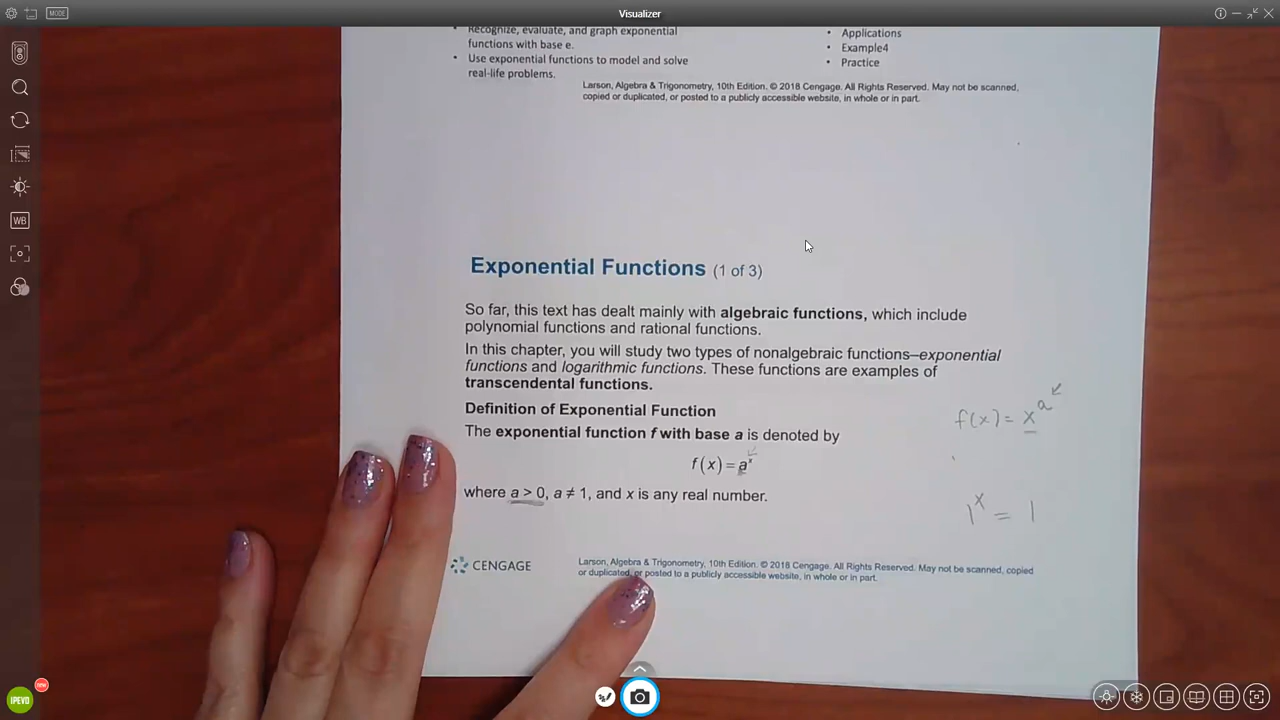 MODE
Visualizer
Recognize, evaluate, and graph exponential
functions with base e.
• Use exponential functions to model and solve
real-life problems.
• Applications
• Example4
• Practice
Larson, Algebra & Trigonometry, 10th Edition. © 2018 Cengage. All Rights Reserved. May not be scanned,
copied or duplicated, or posted to a publicly accessible website, in whole or in part.
WB
Exponential Functions (1 of 3)
So far, this text has dealt mainly with algebraic functions, which include
polynomial functions and rational functions.
In this chapter, you will study two types of nonalgebraic functions–exponential
functions and logarithmic functions. These functions are examples of
transcendental functions.
Definition of Exponential Function
The exponential function f with base a is denoted by
f(x) = aˣ
where a > 0, a ≠ 1, and x is any real number.
f(x) = xᵃ
1ˣ = 1
CENGAGE
Larson, Algebra & Trigonometry, 10th Edition. © 2018 Cengage. All Rights Reserved. May not be scanned, copied
or duplicated, or posted to a publicly accessible website, in whole or in part.
IPEVO